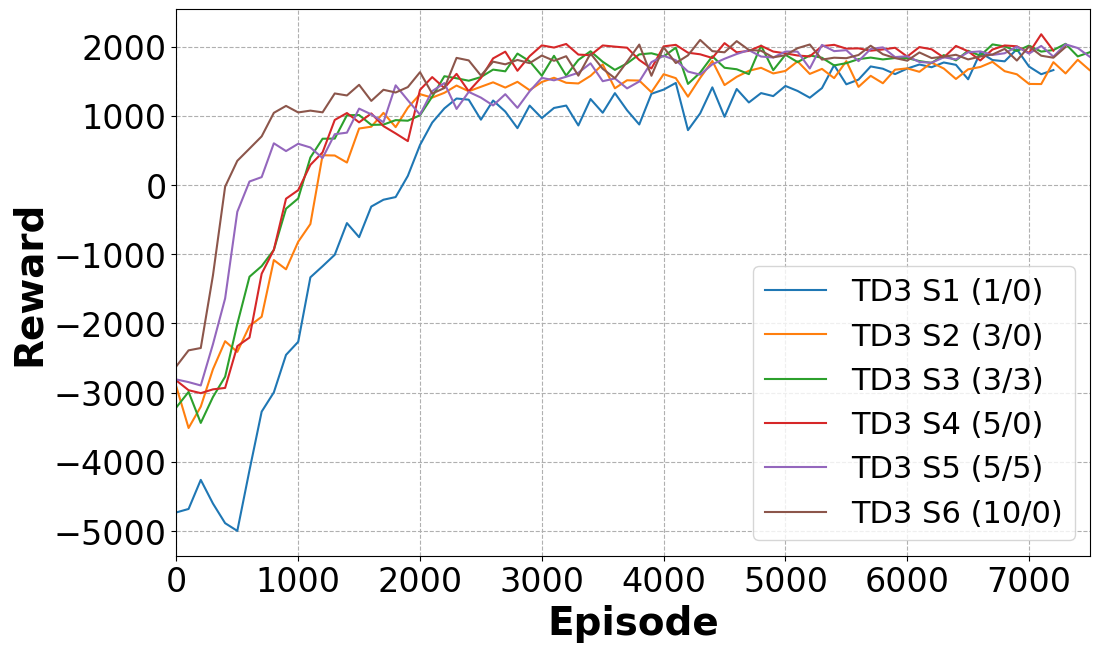 2000
1000
0
−1000
−2000
−3000
−4000
−5000
Reward
0 1000 2000 3000 4000 5000 6000 7000
Episode
TD3 S1 (1/0)
TD3 S2 (3/0)
TD3 S3 (3/3)
TD3 S4 (5/0)
TD3 S5 (5/5)
TD3 S6 (10/0)